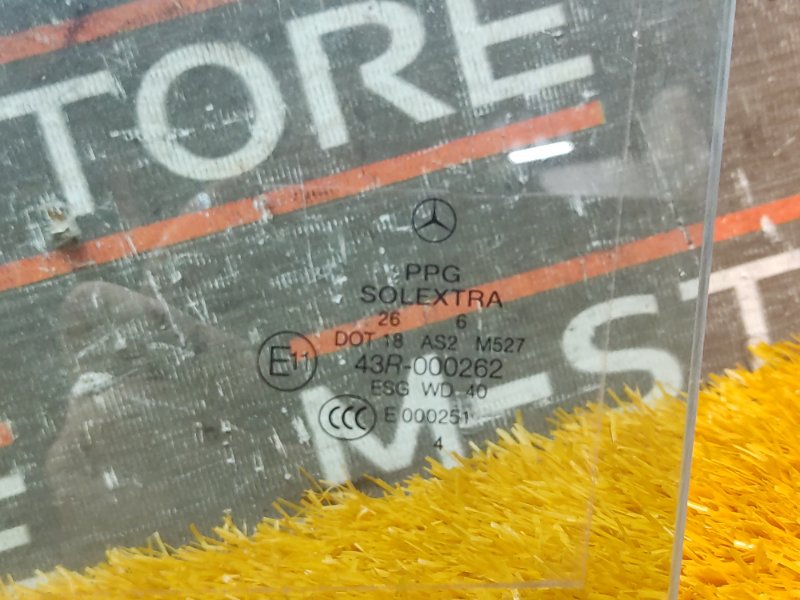 TORE
PPG
SOLEXTRA
26 6
DOT 18 AS2 M527
E11 43R-000262
ESG WD 40
CCC E 000251
4
M-ST
E